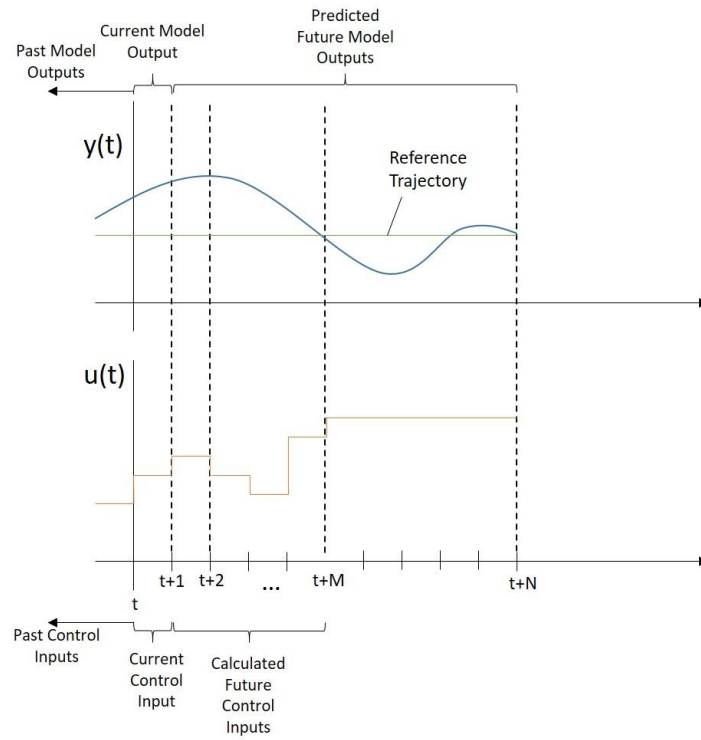 Predicted
Future Model
Outputs
Current Model
Output
Past Model
Outputs
y(t)
Reference
Trajectory
u(t)
t
t+1
t+2
...
t+M
t+N
Past Control
Inputs
Current
Control
Input
Calculated
Future
Control
Inputs